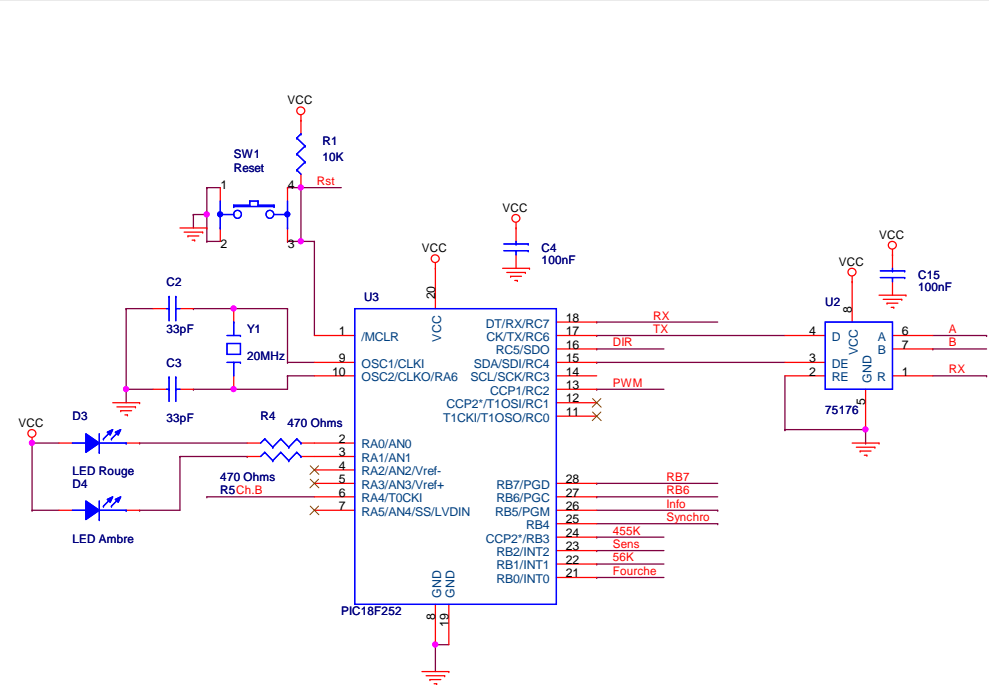 VCC
R1
10K
SW1
Reset
1
4
Rst
2
3
VCC
C4
100nF
VCC
20
VCC
C15
100nF
VCC
8
U2
C2
33pF
Y1
20MHz
C3
33pF
U3
1 /MCLR
9 OSC1/CLKI
10 OSC2/CLKO/RA6
2 RA0/AN0
3 RA1/AN1
4 RA2/AN2/Vref-
5 RA3/AN3/Vref+
6 RA4/T0CKI
7 RA5/AN4/SS/LVDIN
VCC
DT/RX/RC7 18 RX
CK/TX/RC6 17 TX
RC5/SDO 16 DIR
SDA/SDI/RC4 15
SCL/SCK/RC3 14
CCP1/RC2 13 PWM
CCP2*/T1OSI/RC1 12
T1CKI/T1OSO/RC0 11
RB7/PGD 28 RB7
RB6/PGC 27 RB6
RB5/PGM 26 Info
RB4 25 Synchro
CCP2*/RB3 24 455K
RB2/INT2 23 Sens
RB1/INT1 22 56K
RB0/INT0 21 Fourche
GND
GND
PIC18F252
8
19
4 D
3 DE
2 RE
VCC
GND
A 6 A
B 7 B
R 1 RX
75176
5
VCC
D3
R4
470 Ohms
LED Rouge
D4
470 Ohms
R5 Ch.B
LED Ambre